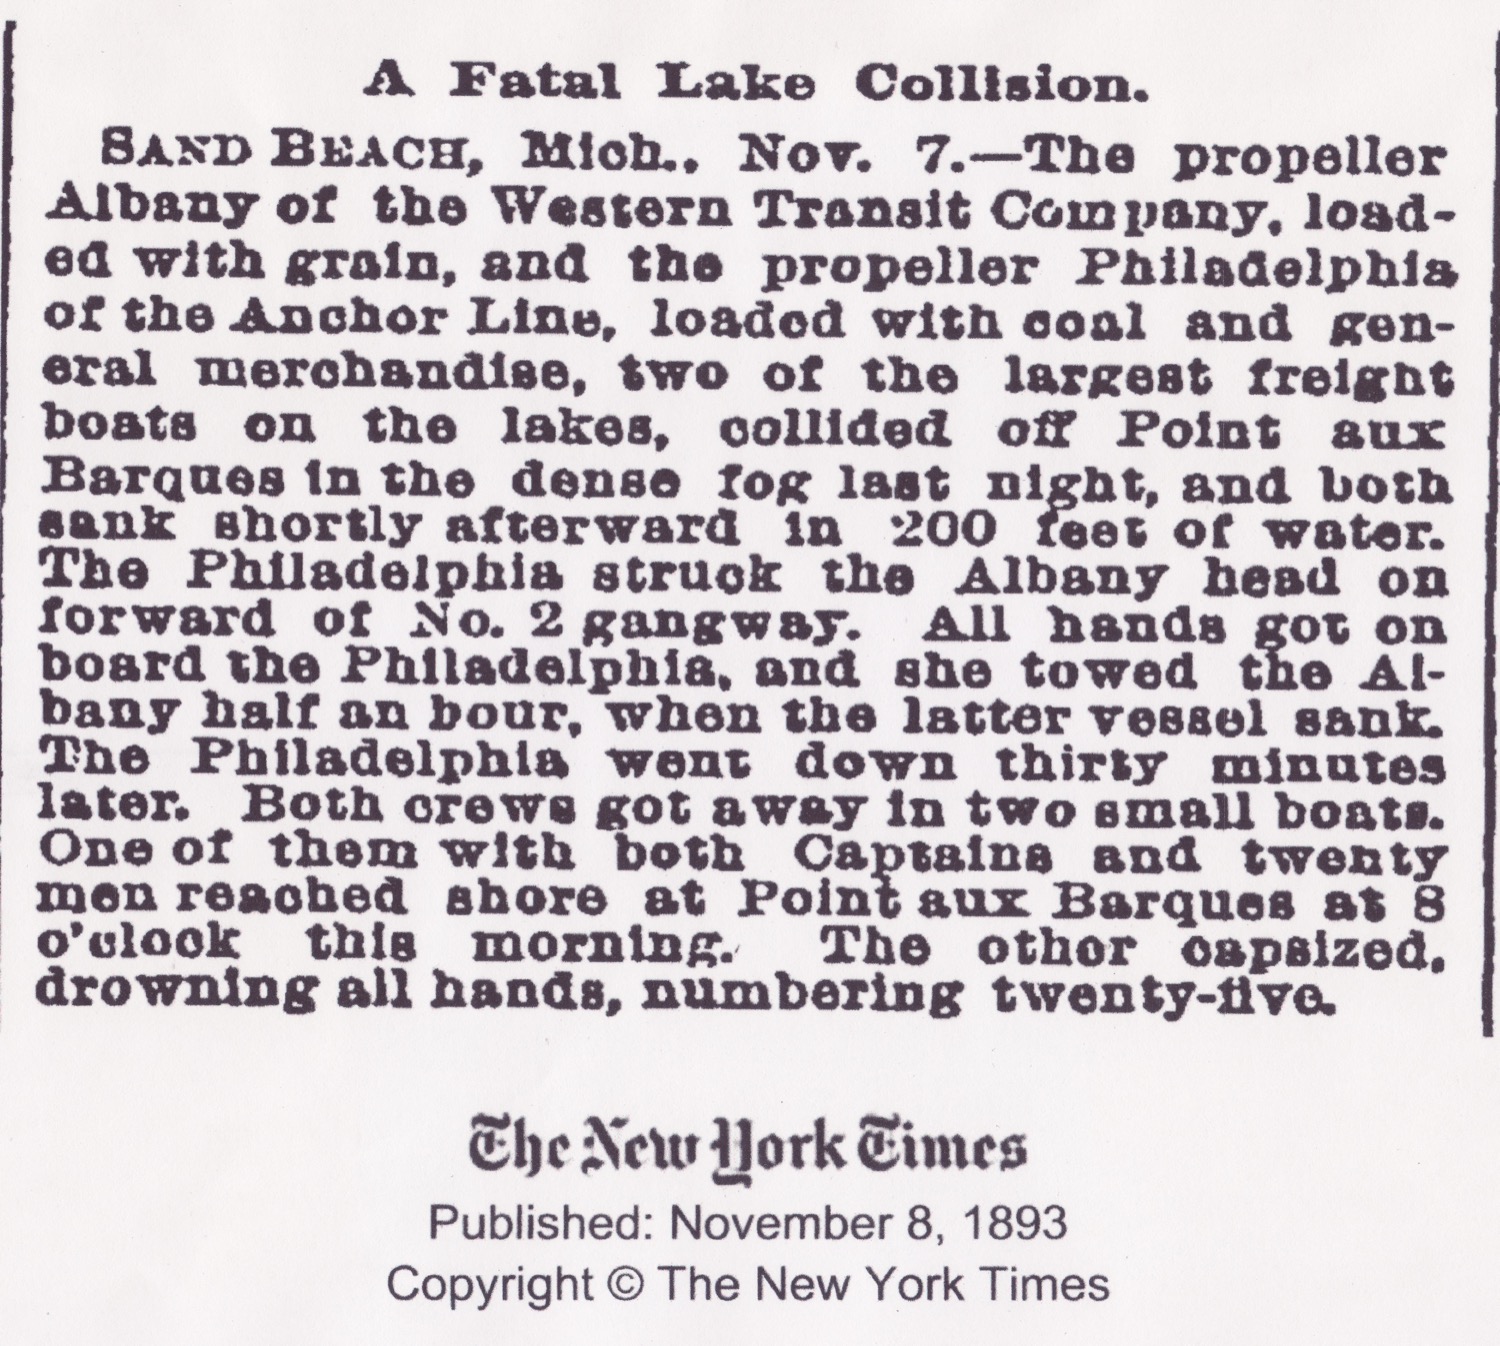 A Fatal Lake Collision.
SAND BEACH, Mich., Nov. 7.—The propeller
Albany of the Western Transit Company, load-
ed with grain, and the propeller Philadelphia
of the Anchor Line, loaded with coal and gen-
eral merchandise, two of the largest freight
boats on the lakes, collided off Point aux
Barques in the dense fog last night, and both
sank shortly afterward in 200 feet of water.
The Philadelphia struck the Albany head on
forward of No. 2 gangway. All hands got on
board the Philadelphia, and she towed the Al-
bany half an hour, when the latter vessel sank.
The Philadelphia went down thirty minutes
later. Both crews got away in two small boats.
One of them with both Captains and twenty
men reached shore at Point aux Barques at 8
o'clock this morning. The other capsized,
drowning all hands, numbering twenty-five.
The New York Times
Published: November 8, 1893
Copyright © The New York Times